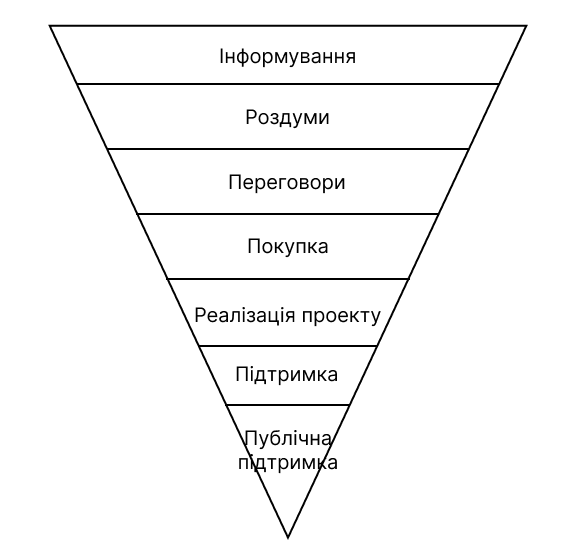 Інформування
Роздуми
Переговори
Покупка
Реалізація проекту
Підтримка
Публічна
підтримка